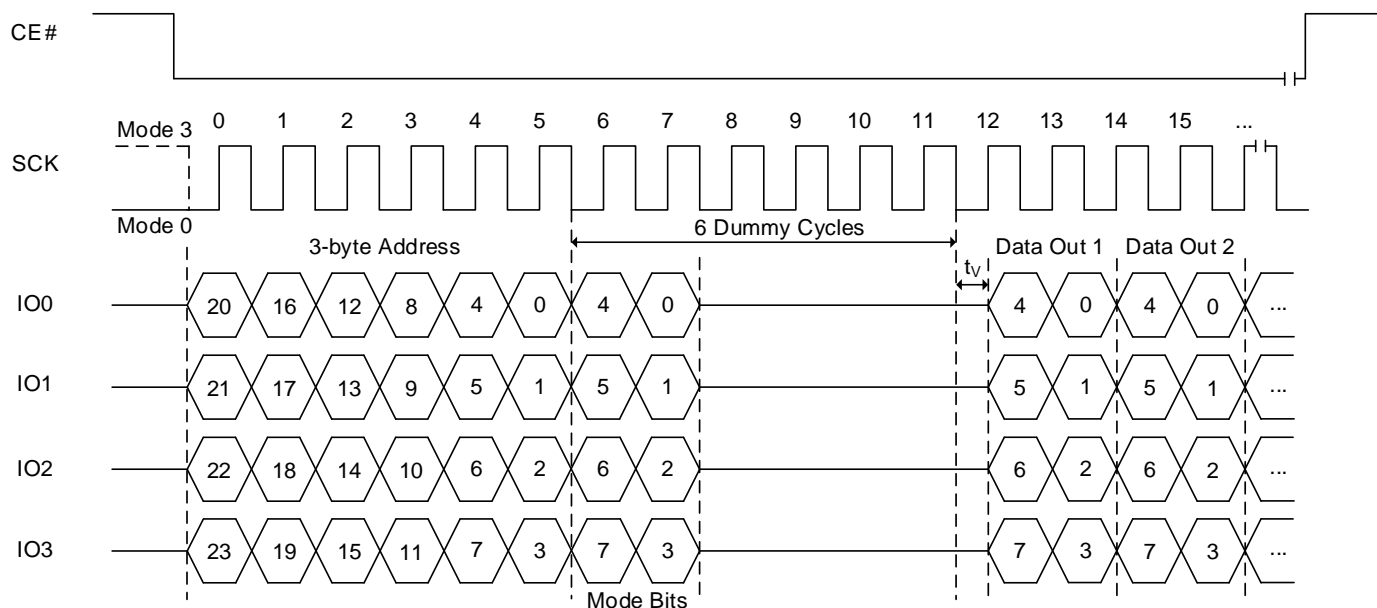 CE#
0 1 2 3 4 5 6 7 8 9 10 11 12 13 14 15 ...
Mode 3
SCK
Mode 0
6 Dummy Cycles
3-byte Address
Data Out 1 Data Out 2
tV
IO0 20 16 12 8 4 0 4 0 4 0 4 0 ...
IO1 21 17 13 9 5 1 5 1 5 1 5 1 ...
IO2 22 18 14 10 6 2 6 2 6 2 6 2 ...
IO3 23 19 15 11 7 3 7 3 7 3 7 3 ...
Mode Bits